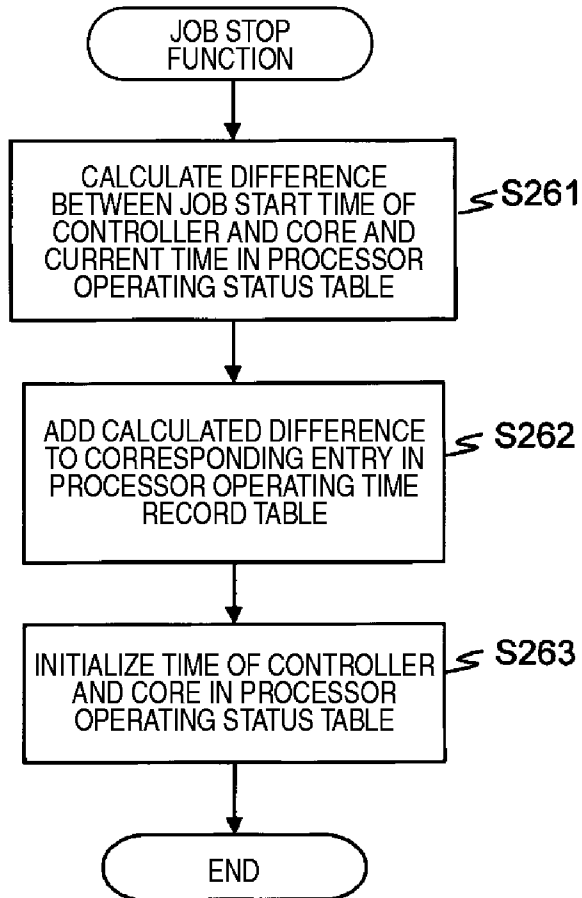 JOB STOP
FUNCTION
CALCULATE DIFFERENCE
BETWEEN JOB START TIME OF
CONTROLLER AND CORE AND
CURRENT TIME IN PROCESSOR
OPERATING STATUS TABLE
S261
ADD CALCULATED DIFFERENCE
TO CORRESPONDING ENTRY IN
PROCESSOR OPERATING TIME
RECORD TABLE
S262
INITIALIZE TIME OF CONTROLLER
AND CORE IN PROCESSOR
OPERATING STATUS TABLE
S263
END